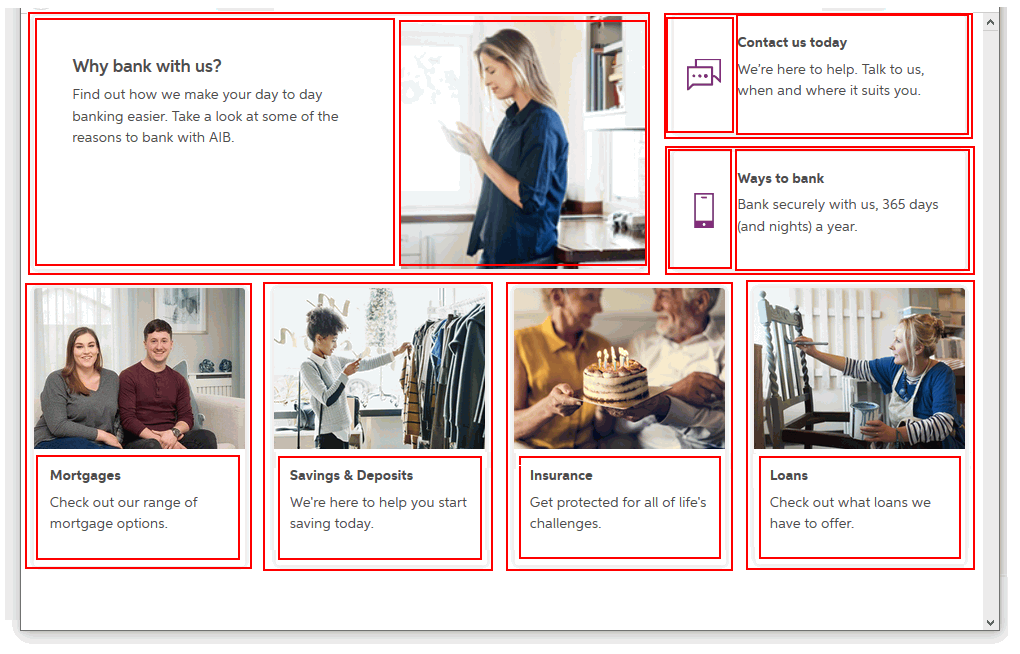 Why bank with us?
Find out how we make your day to day
banking easier. Take a look at some of the
reasons to bank with AIB.
Contact us today
We're here to help. Talk to us,
when and where it suits you.
Ways to bank
Bank securely with us, 365 days
(and nights) a year.
Mortgages
Check out our range of
mortgage options.
Savings & Deposits
We're here to help you start
saving today.
Insurance
Get protected for all of life's
challenges.
Loans
Check out what loans we
have to offer.